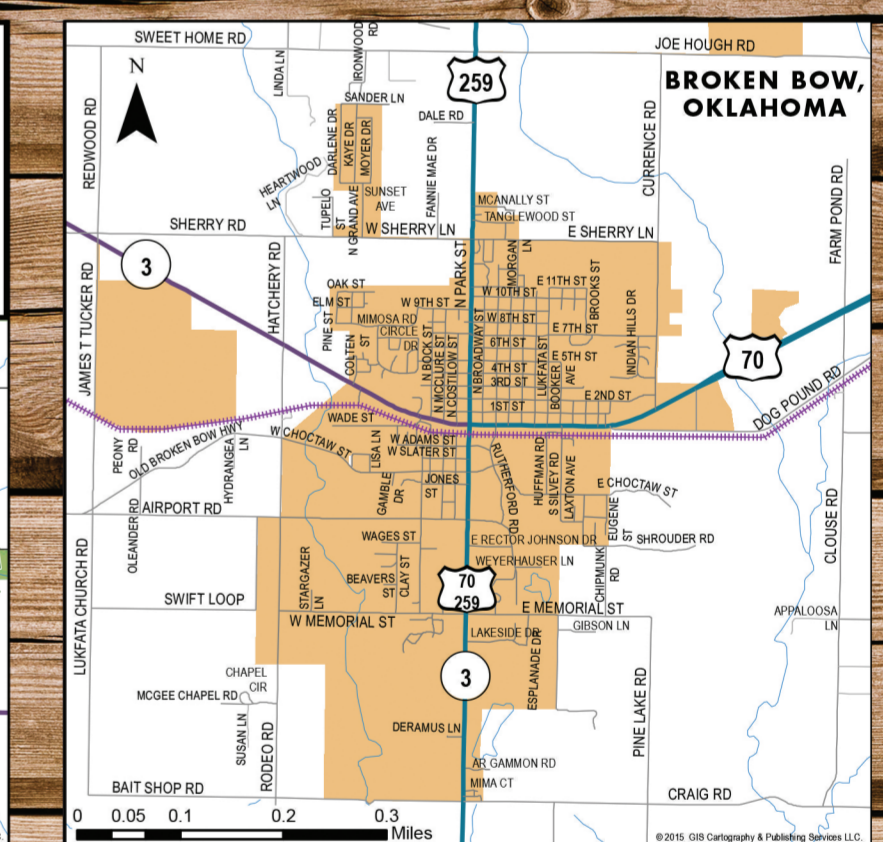 SWEET HOME RD
IRONWOOD
RD
JOE HOUGH RD
BROKEN BOW,
OKLAHOMA
N
LINDA LN
259
SANDER LN
DALE RD
REDWOOD RD
DARLENE DR
KAYE DR
MOYER DR
CURRENCE RD
HEARTWOOD
LN
FANNIE MAE DR
FARM POND RD
TUPELO
ST
N GRAND AVE
SUNSET
AVE
MCANALLY ST
TANGLEWOOD ST
SHERRY RD
W SHERRY LN
E SHERRY LN
3
HATCHERY RD
N PARK ST
MORGAN
LN
JAMES T TUCKER RD
OAK ST
ELM ST
W 9TH ST
W 10TH ST
E 11TH ST
BROOKS ST
INDIAN HILLS DR
PINE ST
MIMOSA RD
CIRCLE
DR
COLTEN
ST
N BOCK ST
N MCCLURE ST
N COSTILOW ST
N BROADWAY ST
W 8TH ST
E 7TH ST
6TH ST
LUKFATA ST
E 5TH ST
BOOKER
AVE
4TH ST
3RD ST
E 2ND ST
1ST ST
70
DOG POUND RD
WADE ST
PEONY
RD
OLD BROKEN BOW HWY
HYDRANGEA
LN
W CHOCTAW ST
LISA LN
W ADAMS ST
W SLATER ST
GAMBLE
DR
JONES
ST
RUTHERFORD RD
HUFFMAN RD
S SILVEY RD
LAXTON AVE
E CHOCTAW ST
EUGENE
ST
CLOUSE RD
OLEANDER RD
AIRPORT RD
WAGES ST
E RECTOR JOHNSON DR
SHROUDER RD
WEYERHAUSER LN
CHIPMUNK
RD
LUKFATA CHURCH RD
STARGAZER
LN
BEAVERS
ST
CLAY ST
70
259
SWIFT LOOP
W MEMORIAL ST
E MEMORIAL ST
GIBSON LN
APPALOOSA
LN
LAKESIDE DR
ESPLANADE DR
3
CHAPEL
CIR
MCGEE CHAPEL RD
SUSAN LN
RODEO RD
PINE LAKE RD
DERAMUS LN
AR GAMMON RD
MIMA CT
BAIT SHOP RD
CRAIG RD
0 0.05 0.1 0.2 0.3
Miles
©2015 GIS Cartography & Publishing Services LLC.